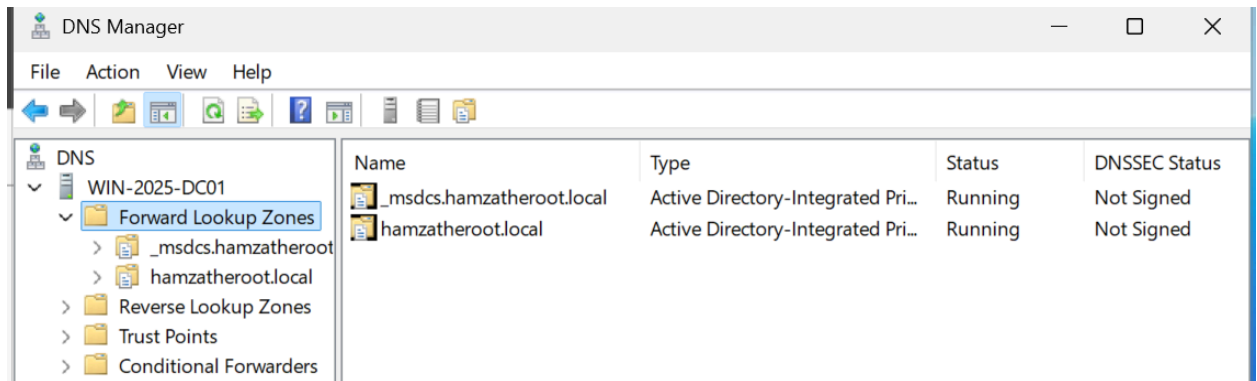 DNS Manager
File Action View Help
DNS
WIN-2025-DC01
Forward Lookup Zones
_msdcs.hamzatheroot
hamzatheroot.local
Reverse Lookup Zones
Trust Points
Conditional Forwarders
Name Type Status DNSSEC Status
_msdcs.hamzatheroot.local Active Directory-Integrated Pri... Running Not Signed
hamzatheroot.local Active Directory-Integrated Pri... Running Not Signed